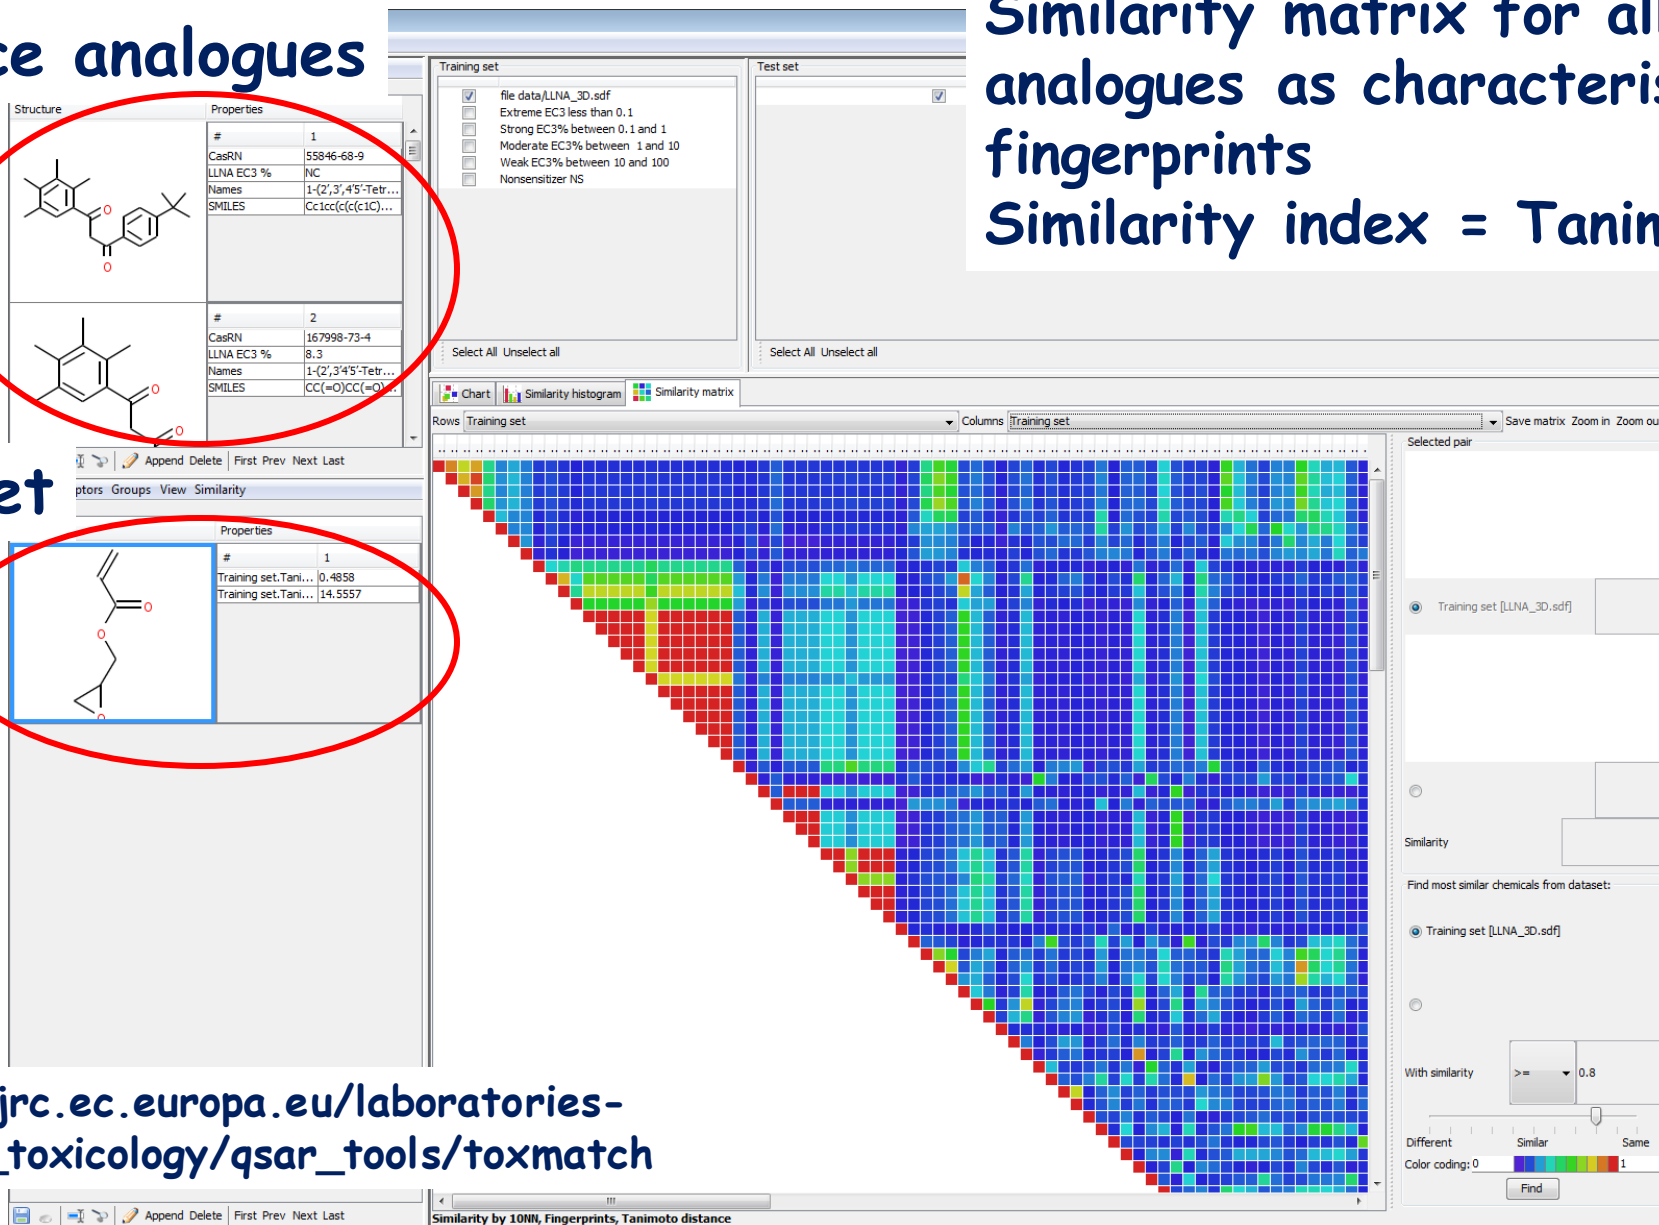 ce analogues
Similarity matrix for all
analogues as characteris
fingerprints
Similarity index = Tanim
Structure
Properties
# 1
CasRN 55846-68-9
LLNA EC3 % NC
Names 1-(2',3',4'5'-Tetr...
SMILES Cc1cc(c(c(c1C)...
O
O
# 2
CasRN 167998-73-4
LLNA EC3 % 8.3
Names 1-(2',3'4'5'-Tetr...
SMILES CC(=O)CC(=O)
O
O
Append Delete First Prev Next Last
et
ptors Groups View Similarity
Properties
# 1
Training set.Tani... 0.4858
Training set.Tani... 14.5557
O
O
O
jrc.ec.europa.eu/laboratories-
_toxicology/qsar_tools/toxmatch
Append Delete First Prev Next Last
Training set
file data/LLNA_3D.sdf
Extreme EC3 less than 0.1
Strong EC3% between 0.1 and 1
Moderate EC3% between 1 and 10
Weak EC3% between 10 and 100
Nonsensitizer NS
Select All Unselect all
Test set
Select All Unselect all
Chart Similarity histogram Similarity matrix
Rows Training set Columns Training set Save matrix Zoom in Zoom ou
Selected pair
Training set [LLNA_3D.sdf]
Similarity
Find most similar chemicals from dataset:
Training set [LLNA_3D.sdf]
With similarity >= 0.8
Different Similar Same
Color coding: 0 1
Find
Similarity by 10NN, Fingerprints, Tanimoto distance